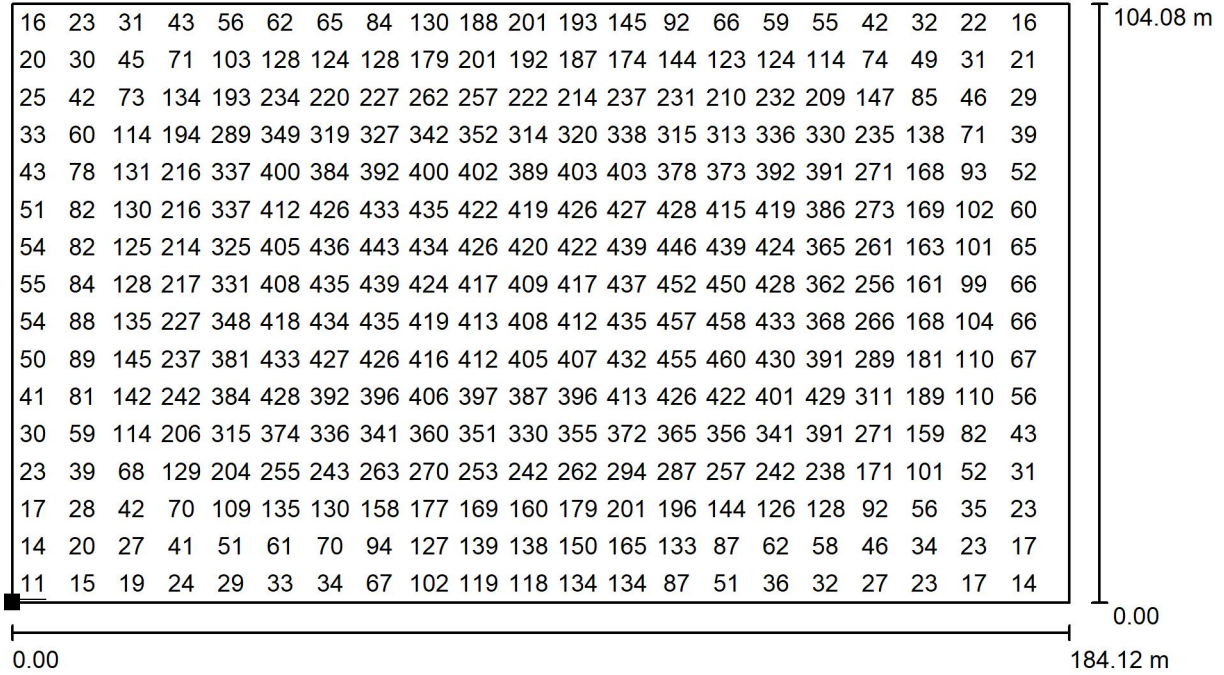 16 23 31 43 56 62 65 84 130 188 201 193 145 92 66 59 55 42 32 22 16 104.08 m
20 30 45 71 103 128 124 128 179 201 192 187 174 144 123 124 114 74 49 31 21
25 42 73 134 193 234 220 227 262 257 222 214 237 231 210 232 209 147 85 46 29
33 60 114 194 289 349 319 327 342 352 314 320 338 315 313 336 330 235 138 71 39
43 78 131 216 337 400 384 392 400 402 389 403 403 378 373 392 391 271 168 93 52
51 82 130 216 337 412 426 433 435 422 419 426 427 428 415 419 386 273 169 102 60
54 82 125 214 325 405 436 443 434 426 420 422 439 446 439 424 365 261 163 101 65
55 84 128 217 331 408 435 439 424 417 409 417 437 452 450 428 362 256 161 99 66
54 88 135 227 348 418 434 435 419 413 408 412 435 457 458 433 368 266 168 104 66
50 89 145 237 381 433 427 426 416 412 405 407 432 455 460 430 391 289 181 110 67
41 81 142 242 384 428 392 396 406 397 387 396 413 426 422 401 429 311 189 110 56
30 59 114 206 315 374 336 341 360 351 330 355 372 365 356 341 391 271 159 82 43
23 39 68 129 204 255 243 263 270 253 242 262 294 287 257 242 238 171 101 52 31
17 28 42 70 109 135 130 158 177 169 160 179 201 196 144 126 128 92 56 35 23
14 20 27 41 51 61 70 94 127 139 138 150 165 133 87 62 58 46 34 23 17
11 15 19 24 29 33 34 67 102 119 118 134 134 87 51 36 32 27 23 17 14
0.00
0.00 184.12 m